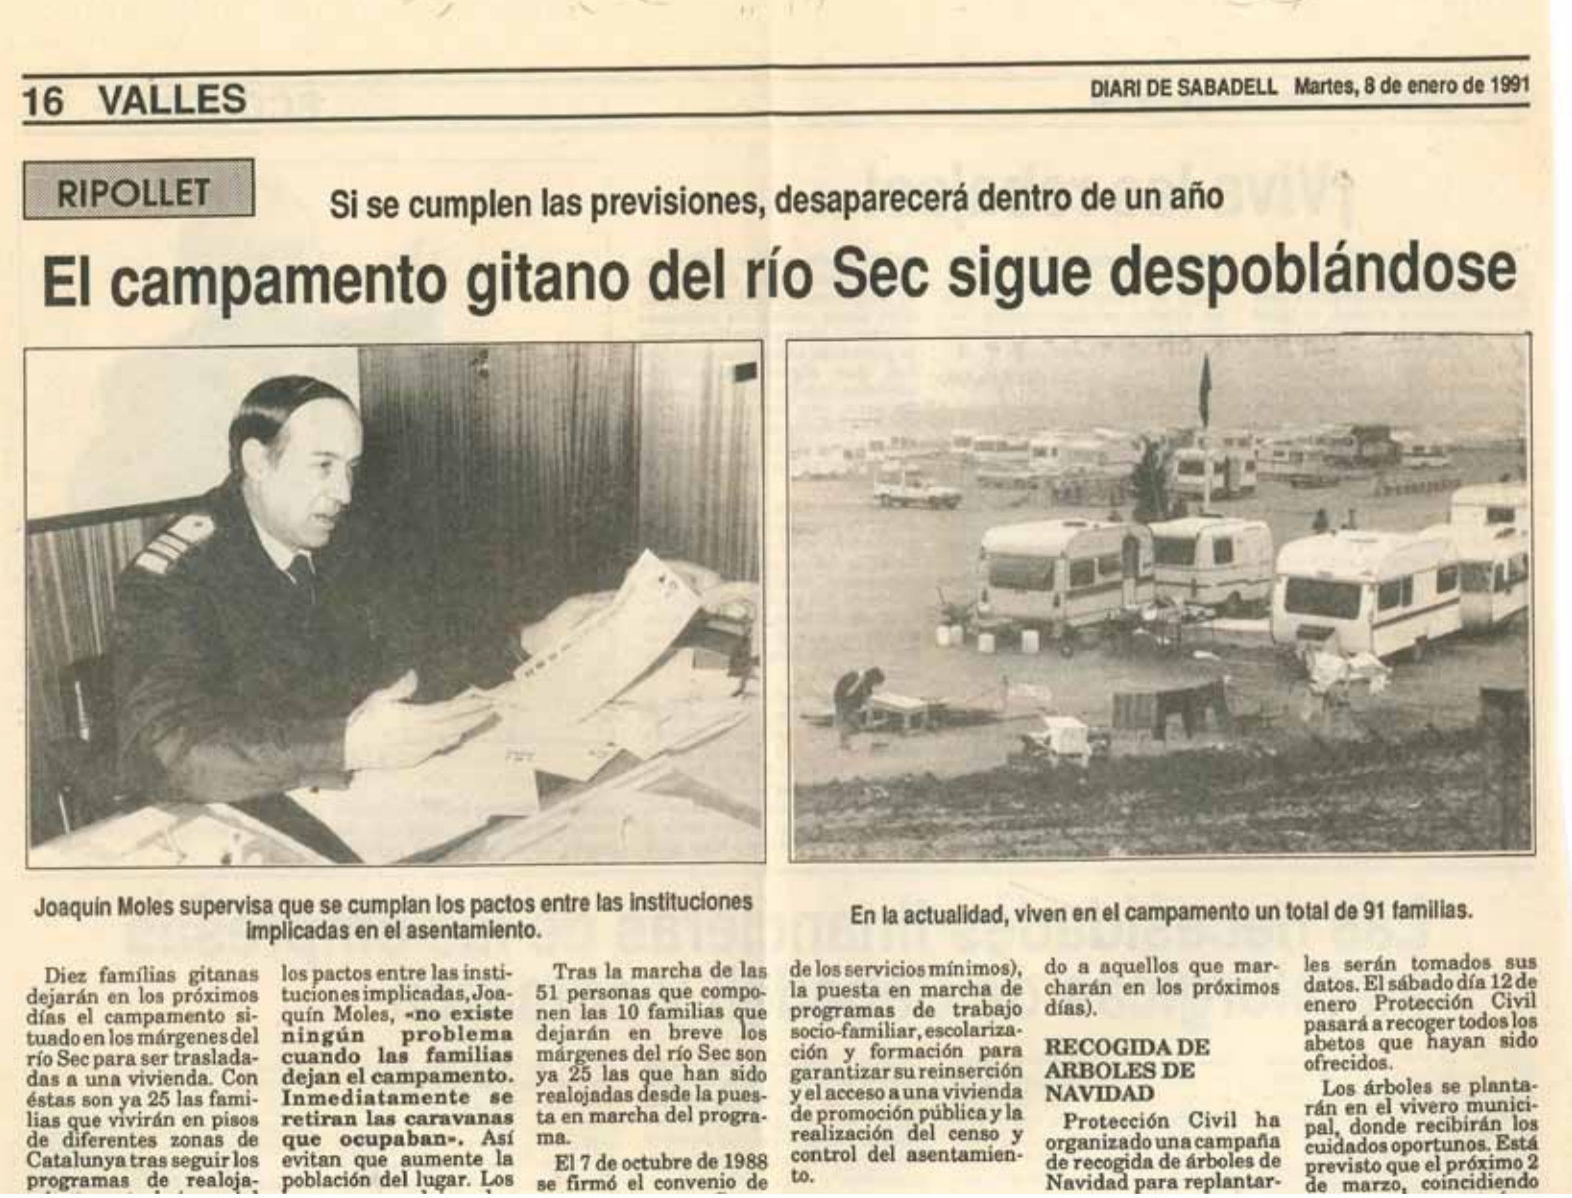 16 VALLES
DIARI DE SABADELL Martes, 8 de enero de 1991
RIPOLLET
Si se cumplen las previsiones, desaparecerá dentro de un año
El campamento gitano del río Sec sigue despoblándose
Joaquín Moles supervisa que se cumplan los pactos entre las instituciones
implicadas en el asentamiento.
En la actualidad, viven en el campamento un total de 91 familias.
Diez famílias gitanas
dejarán en los próximos
días el campamento si-
tuado en los márgenes del
río Sec para ser traslada-
das a una vivienda. Con
éstas son ya 25 las fami-
lias que vivirán en pisos
de diferentes zonas de
Catalunya tras seguir los
programas de realoja-
los pactos entre las insti-
tuciones implicadas, Joa-
quín Moles, «no existe
ningún problema
cuando las familias
dejan el campamento.
Inmediatamente se
retiran las caravanas
que ocupaban». Así
evitan que aumente la
población del lugar. Los
Tras la marcha de las
51 personas que compo-
nen las 10 familias que
dejarán en breve los
márgenes del río Sec son
ya 25 las que han sido
realojadas desde la pues-
ta en marcha del progra-
ma.
El 7 de octubre de 1988
se firmó el convenio de
de los servicios mínimos),
la puesta en marcha de
programas de trabajo
socio-familiar, escolariza-
ción y formación para
garantizar su reinserción
y el acceso a una vivienda
de promoción pública y la
realización del censo y
control del asentamien-
to.
do a aquellos que mar-
charán en los próximos
días).
RECOGIDA DE
ARBOLES DE
NAVIDAD
Protección Civil ha
organizado una campaña
de recogida de árboles de
Navidad para replantar-
les serán tomados sus
datos. El sábado día 12 de
enero Protección Civil
pasará a recoger todos los
abetos que hayan sido
ofrecidos.
Los árboles se planta-
rán en el vivero munici-
pal, donde recibirán los
cuidados oportunos. Está
previsto que el próximo 2
de marzo, coincidiendo